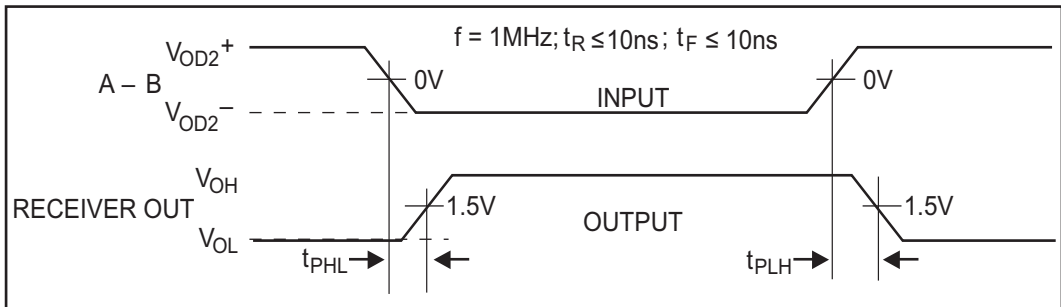 f = 1MHz; tR ≤ 10ns; tF ≤ 10ns
VOD2+
0V
0V
A – B
INPUT
VOD2–
VOH
1.5V
1.5V
RECEIVER OUT
OUTPUT
VOL
tPHL
tPLH